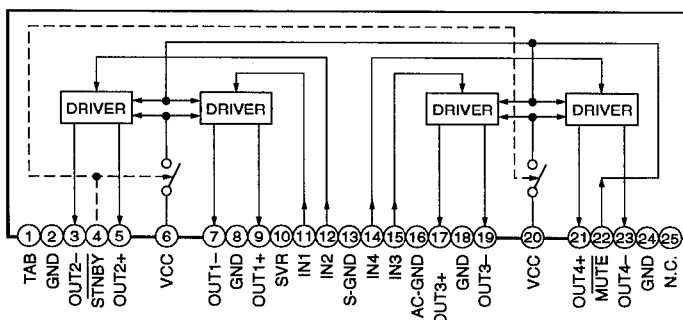 DRIVER
DRIVER
DRIVER
DRIVER
1 2 3 4 5 6 7 8 9 10 11 12 13 14 15 16 17 18 19 20 21 22 23 24 25
TAB
GND
OUT2-
STNBY
OUT2+
VCC
OUT1-
GND
OUT1+
SVR
IN1
IN2
S-GND
IN4
IN3
AC-GND
OUT3+
GND
OUT3-
VCC
OUT4+
MUTE
OUT4-
GND
N.C.